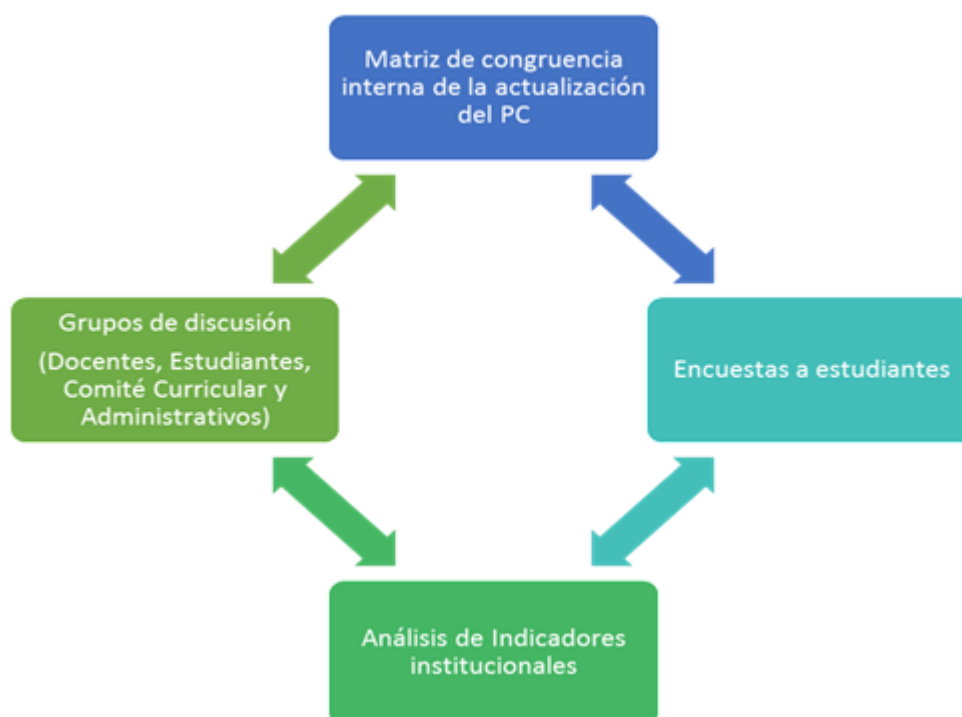 Matriz de congruencia
interna de la actualización
del PC
Grupos de discusión
(Docentes, Estudiantes,
Comité Curricular y
Administrativos)
Encuestas a estudiantes
Análisis de Indicadores
institucionales